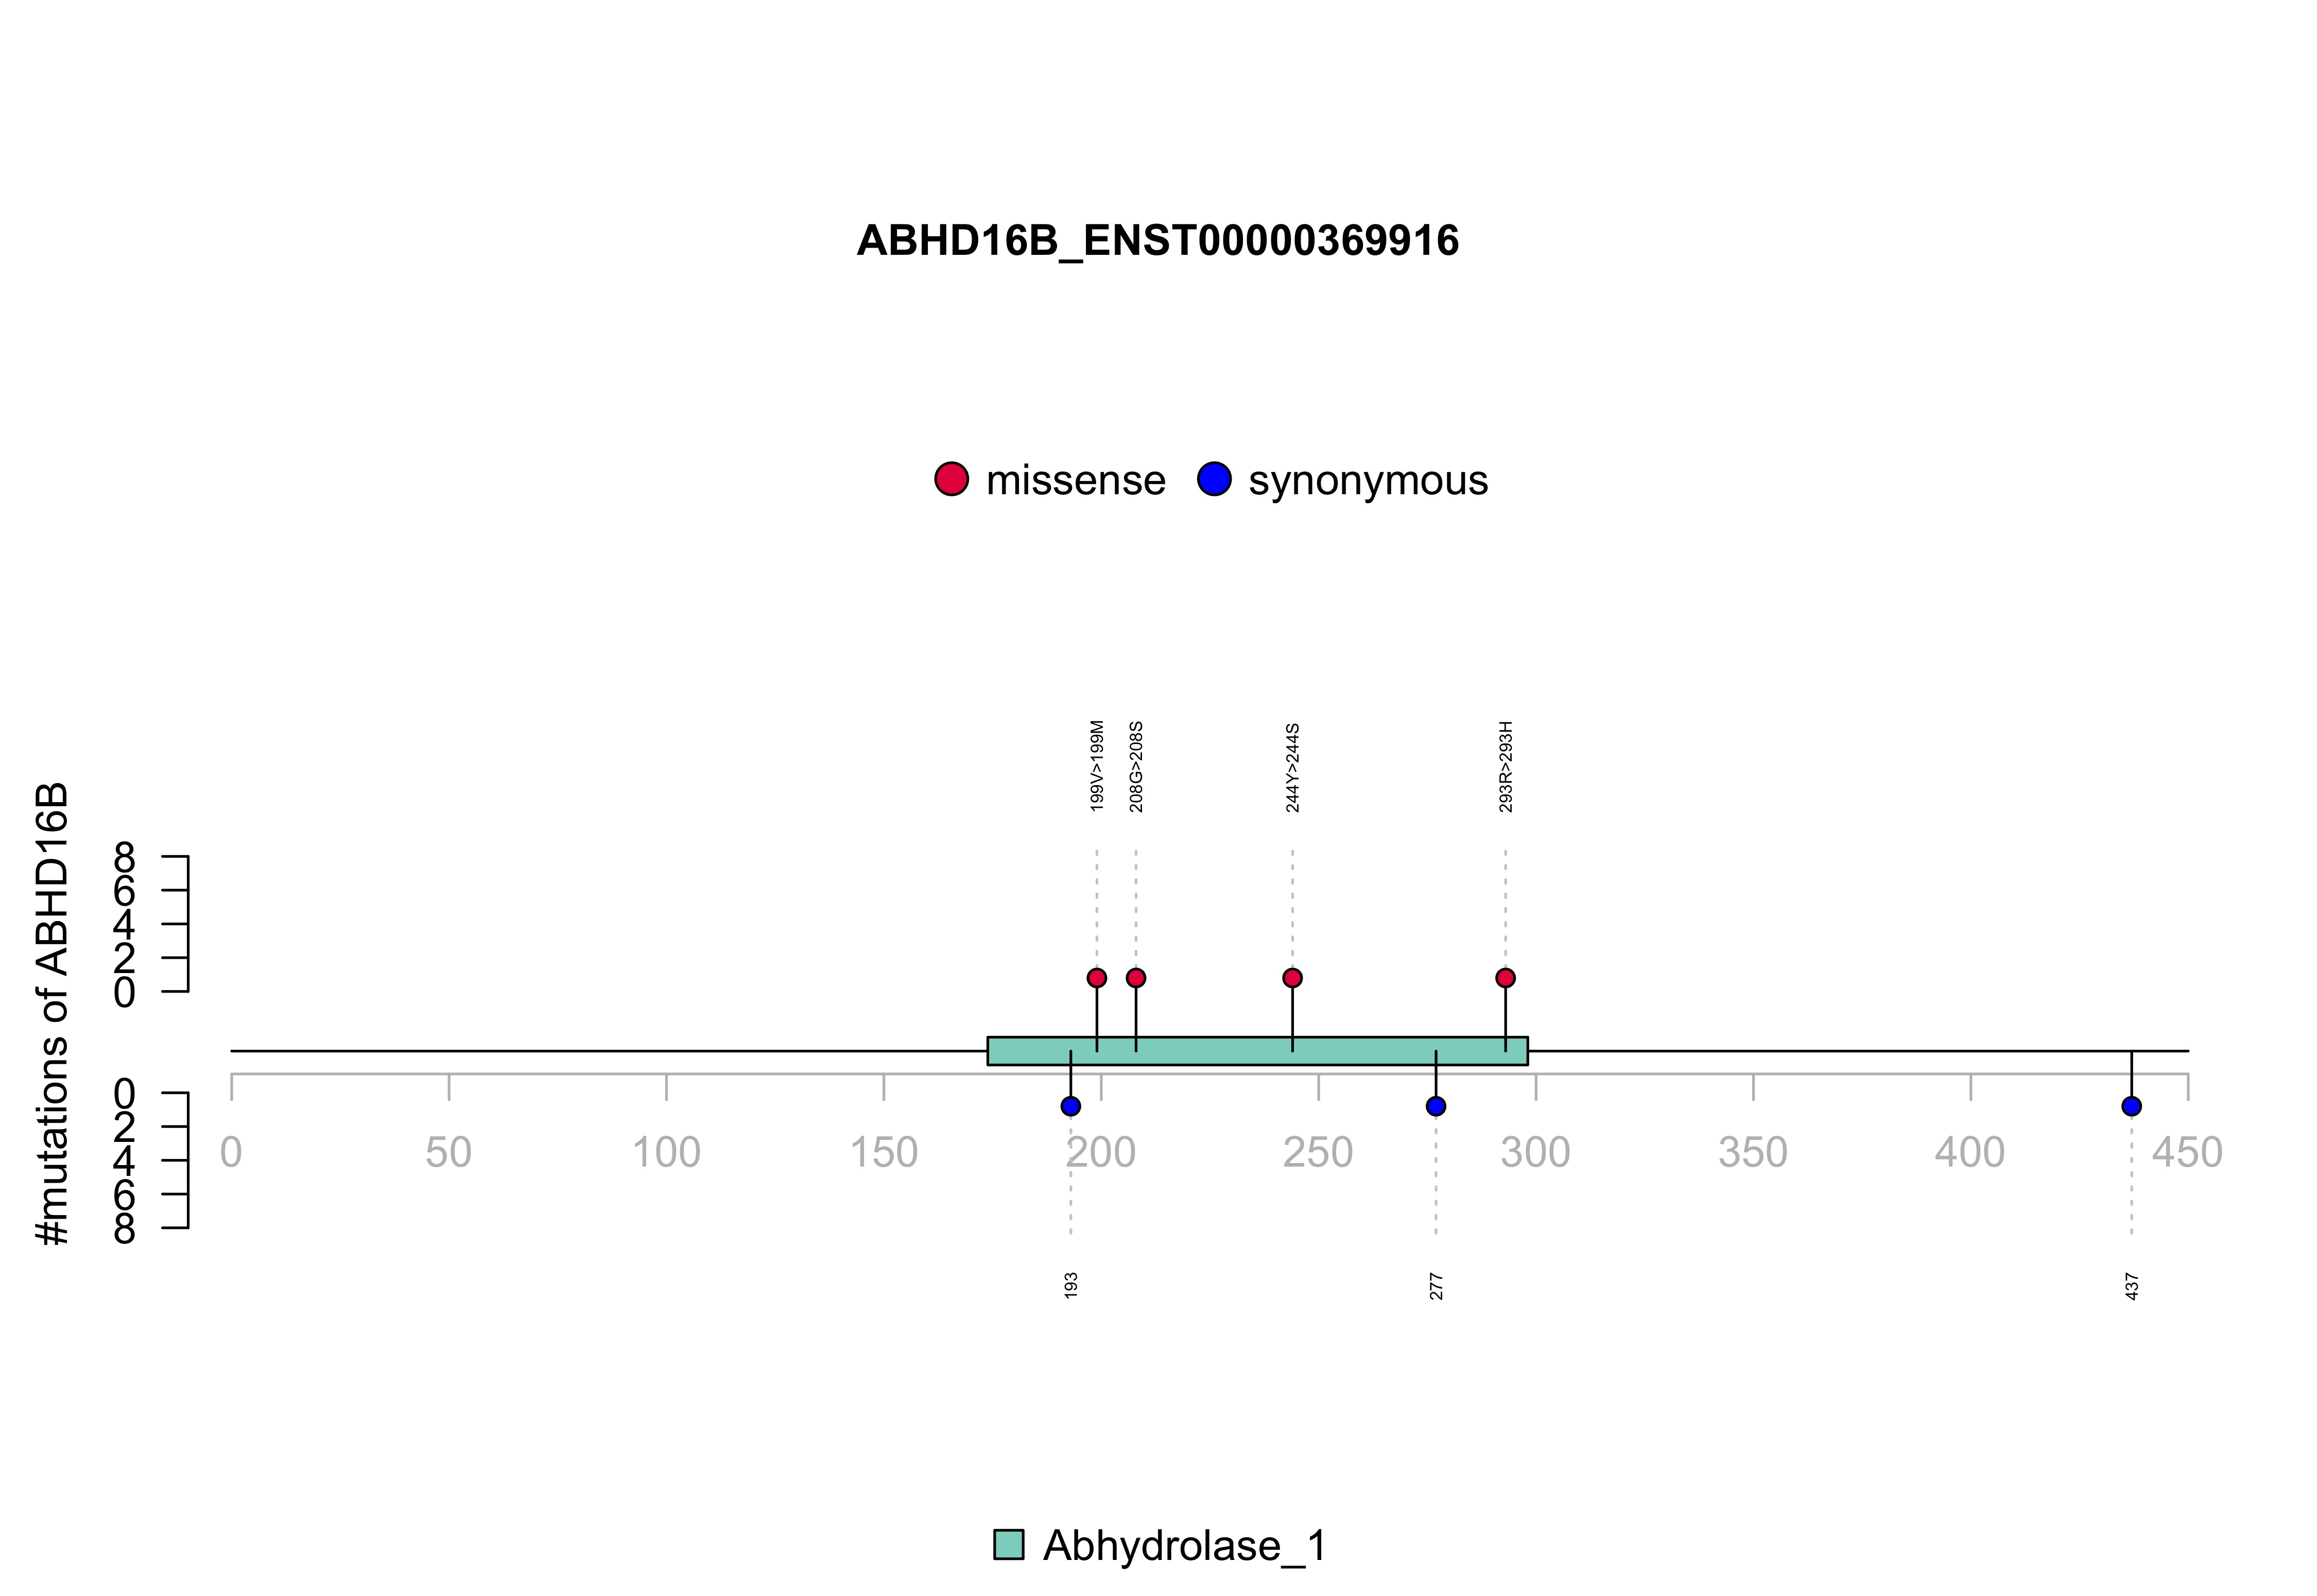 ABHD16B_ENST00000369916
missense synonymous
199V>199M 208G>208S 244Y>244S 293R>293H
#mutations of ABHD16B
8
6
4
2
0
0
2
4
6
8
0 50 100 150 200 250 300 350 400 450
193 277 437
Abhydrolase_1